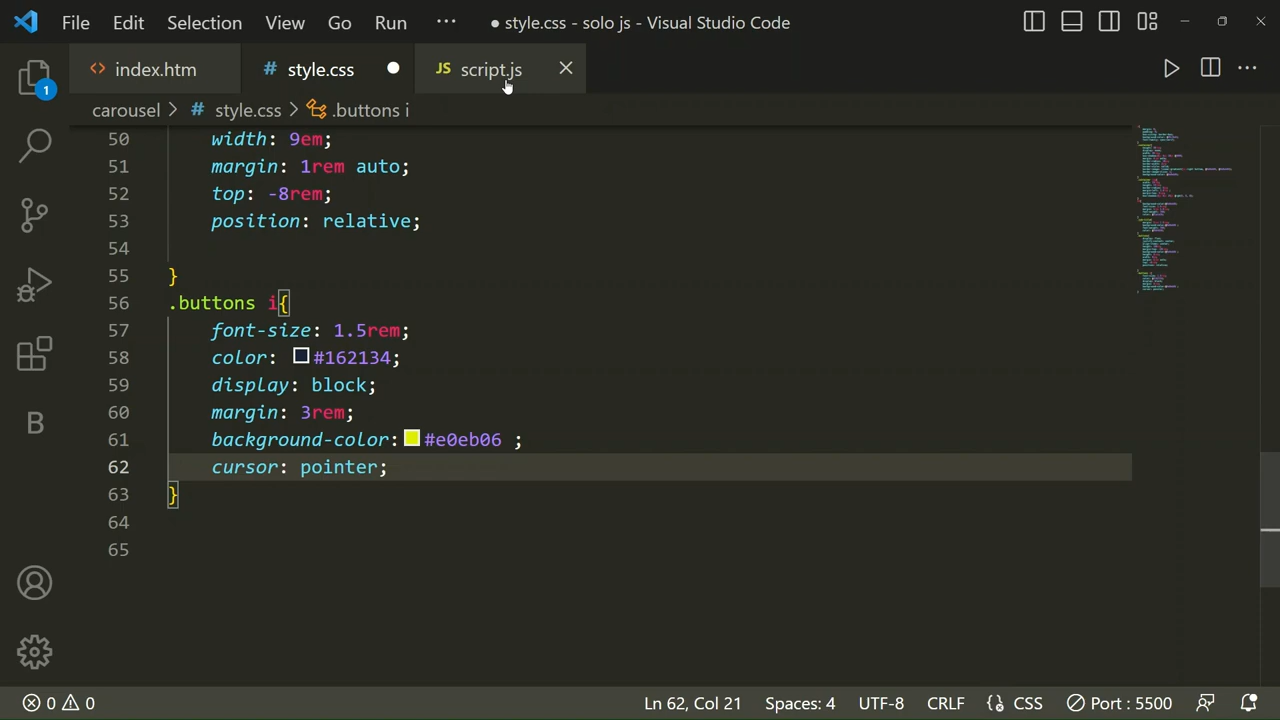 File Edit Selection View Go Run ··· ● style.css - solo js - Visual Studio Code
<> index.htm # style.css ● JS script.js
carousel > # style.css > .buttons i
50 width: 9em;
51 margin: 1rem auto;
52 top: -8rem;
53 position: relative;
54
55 }
56 .buttons i{
57 font-size: 1.5rem;
58 color: #162134;
59 display: block;
60 margin: 3rem;
61 background-color: #e0eb06 ;
62 cursor: pointer;
63 }
64
65
1
B
0 0 Ln 62, Col 21 Spaces: 4 UTF-8 CRLF {} CSS Port : 5500